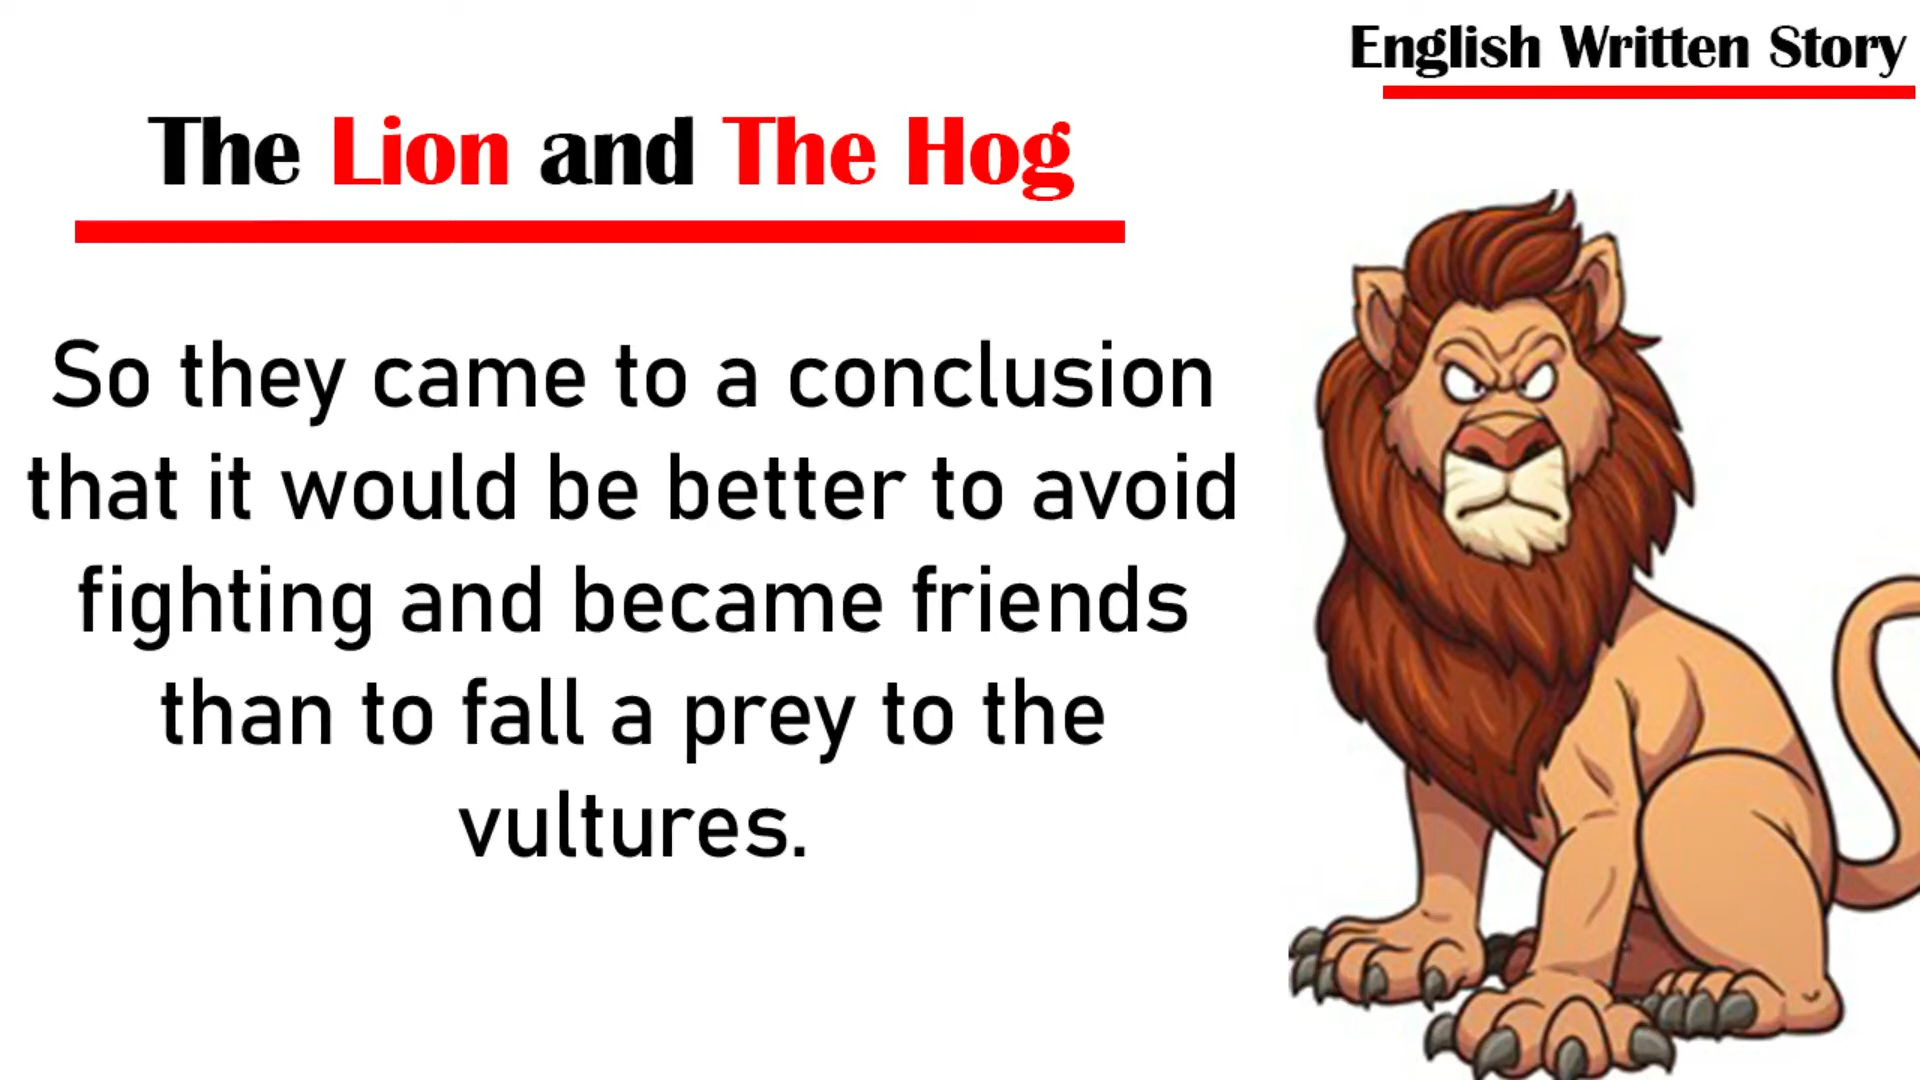 English Written Story
The Lion and The Hog
So they came to a conclusion
that it would be better to avoid
fighting and became friends
than to fall a prey to the
vultures.